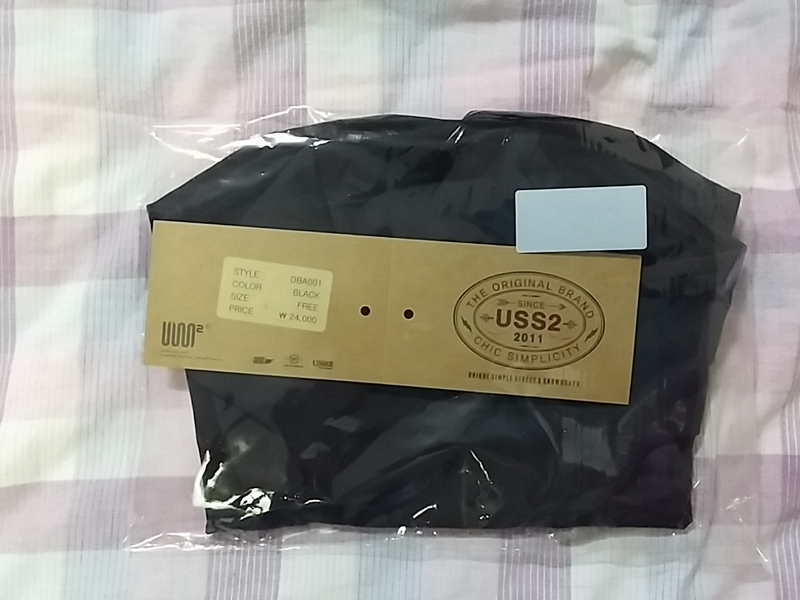 STYLE DBA001
COLOR BLACK
SIZE FREE
PRICE ₩ 24,000
THE ORIGINAL BRAND
SINCE
USS2
2011
CHIC SIMPLICITY
UNIQUE SIMPLE STREET & SNOWBOARD